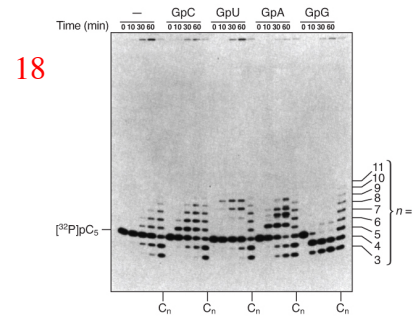 — GpC GpU GpA GpG
Time (min) 0 10 30 60 0 10 30 60 0 10 30 60 0 10 30 60 0 10 30 60
18
11
10
9
8
7
6
5
4
3
n =
[³²P]pC₅
Cₙ Cₙ Cₙ Cₙ Cₙ